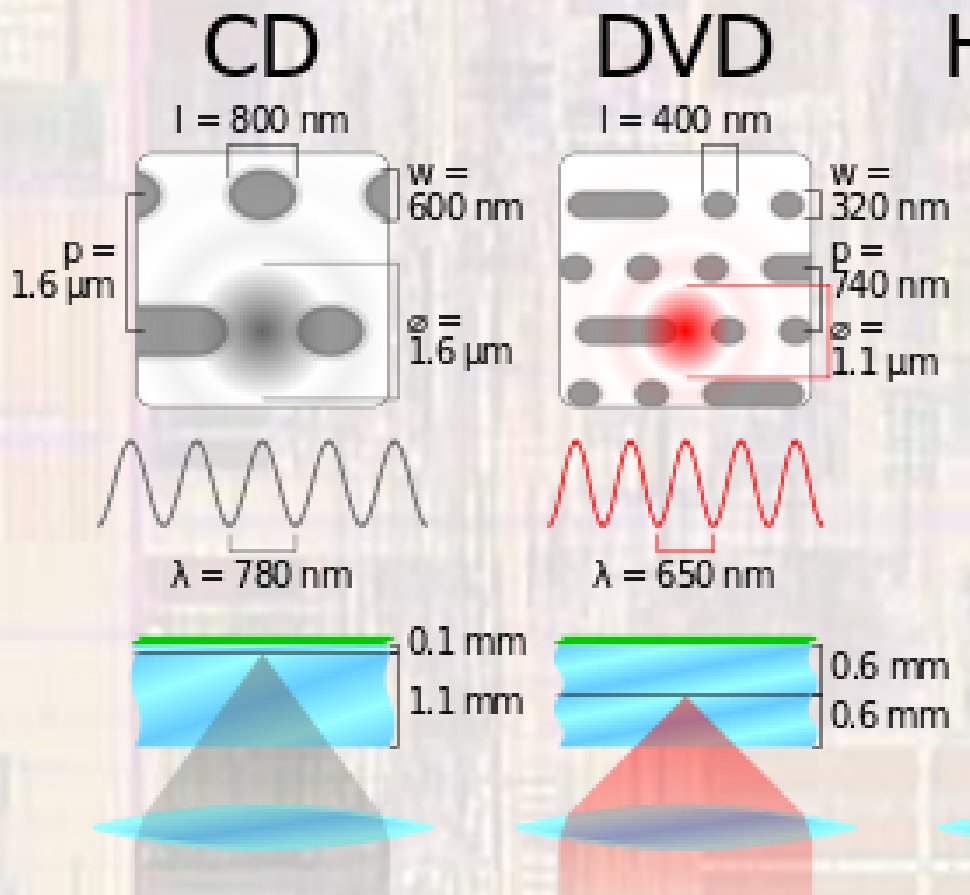 CD
l = 800 nm
w =
600 nm
p =
1.6 µm
⌀ =
1.6 µm
λ = 780 nm
0.1 mm
1.1 mm
DVD
l = 400 nm
w =
320 nm
p =
740 nm
⌀ =
1.1 µm
λ = 650 nm
0.6 mm
0.6 mm